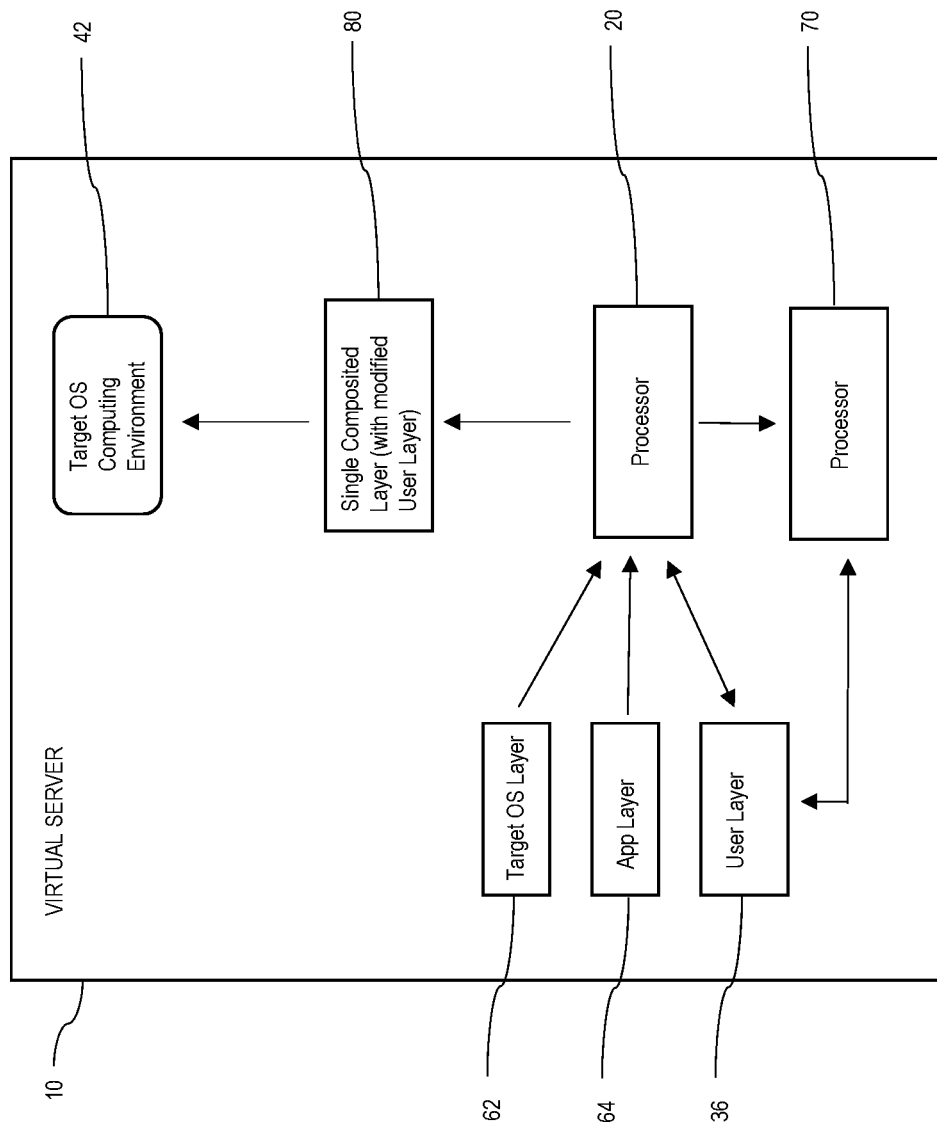 VIRTUAL SERVER
10
42
Target OS
Computing
Environment
80
Single Composited
Layer (with modified
User Layer)
62
Target OS Layer
64
App Layer
20
Processor
36
User Layer
70
Processor